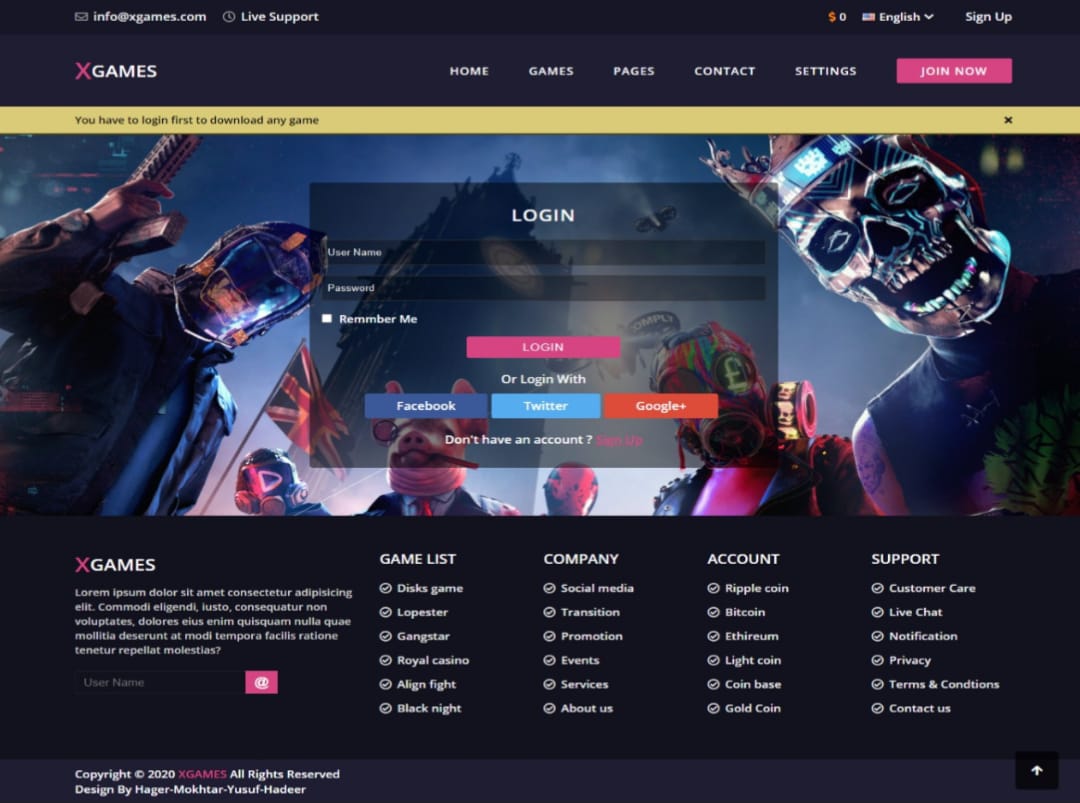 info@xgames.com Live Support $ 0 English Sign Up
XGAMES HOME GAMES PAGES CONTACT SETTINGS JOIN NOW
You have to login first to download any game ×
LOGIN
User Name
Password
Remmber Me
COMPLY
LOGIN
Or Login With
Facebook Twitter Google+
Don't have an account ? Sign Up
XGAMES
Lorem ipsum dolor sit amet consectetur adipisicing
elit. Commodi eligendi, iusto, consequatur non
voluptates, dolores eius enim quisquam nulla quae
mollitia deserunt at modi tempora facilis ratione
tenetur repellat molestias?
User Name @
GAME LIST
Disks game
Lopester
Gangstar
Royal casino
Align fight
Black night
COMPANY
Social media
Transition
Promotion
Events
Services
About us
ACCOUNT
Ripple coin
Bitcoin
Ethireum
Light coin
Coin base
Gold Coin
SUPPORT
Customer Care
Live Chat
Notification
Privacy
Terms & Condtions
Contact us
Copyright © 2020 XGAMES All Rights Reserved
Design By Hager-Mokhtar-Yusuf-Hadeer